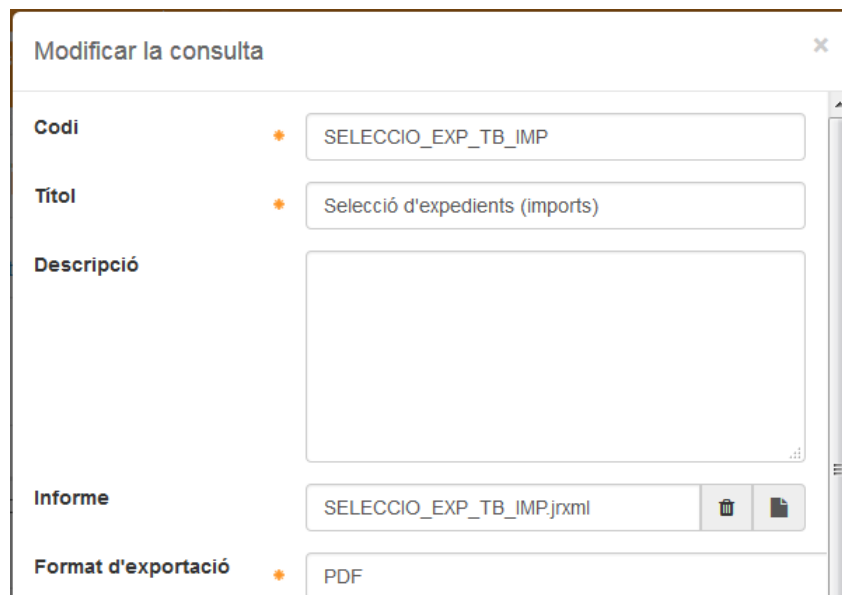 Modificar la consulta
×
Codi
SELECCIO_EXP_TB_IMP
Títol
Selecció d'expedients (imports)
Descripció
Informe
SELECCIO_EXP_TB_IMP.jrxml
Format d'exportació
PDF